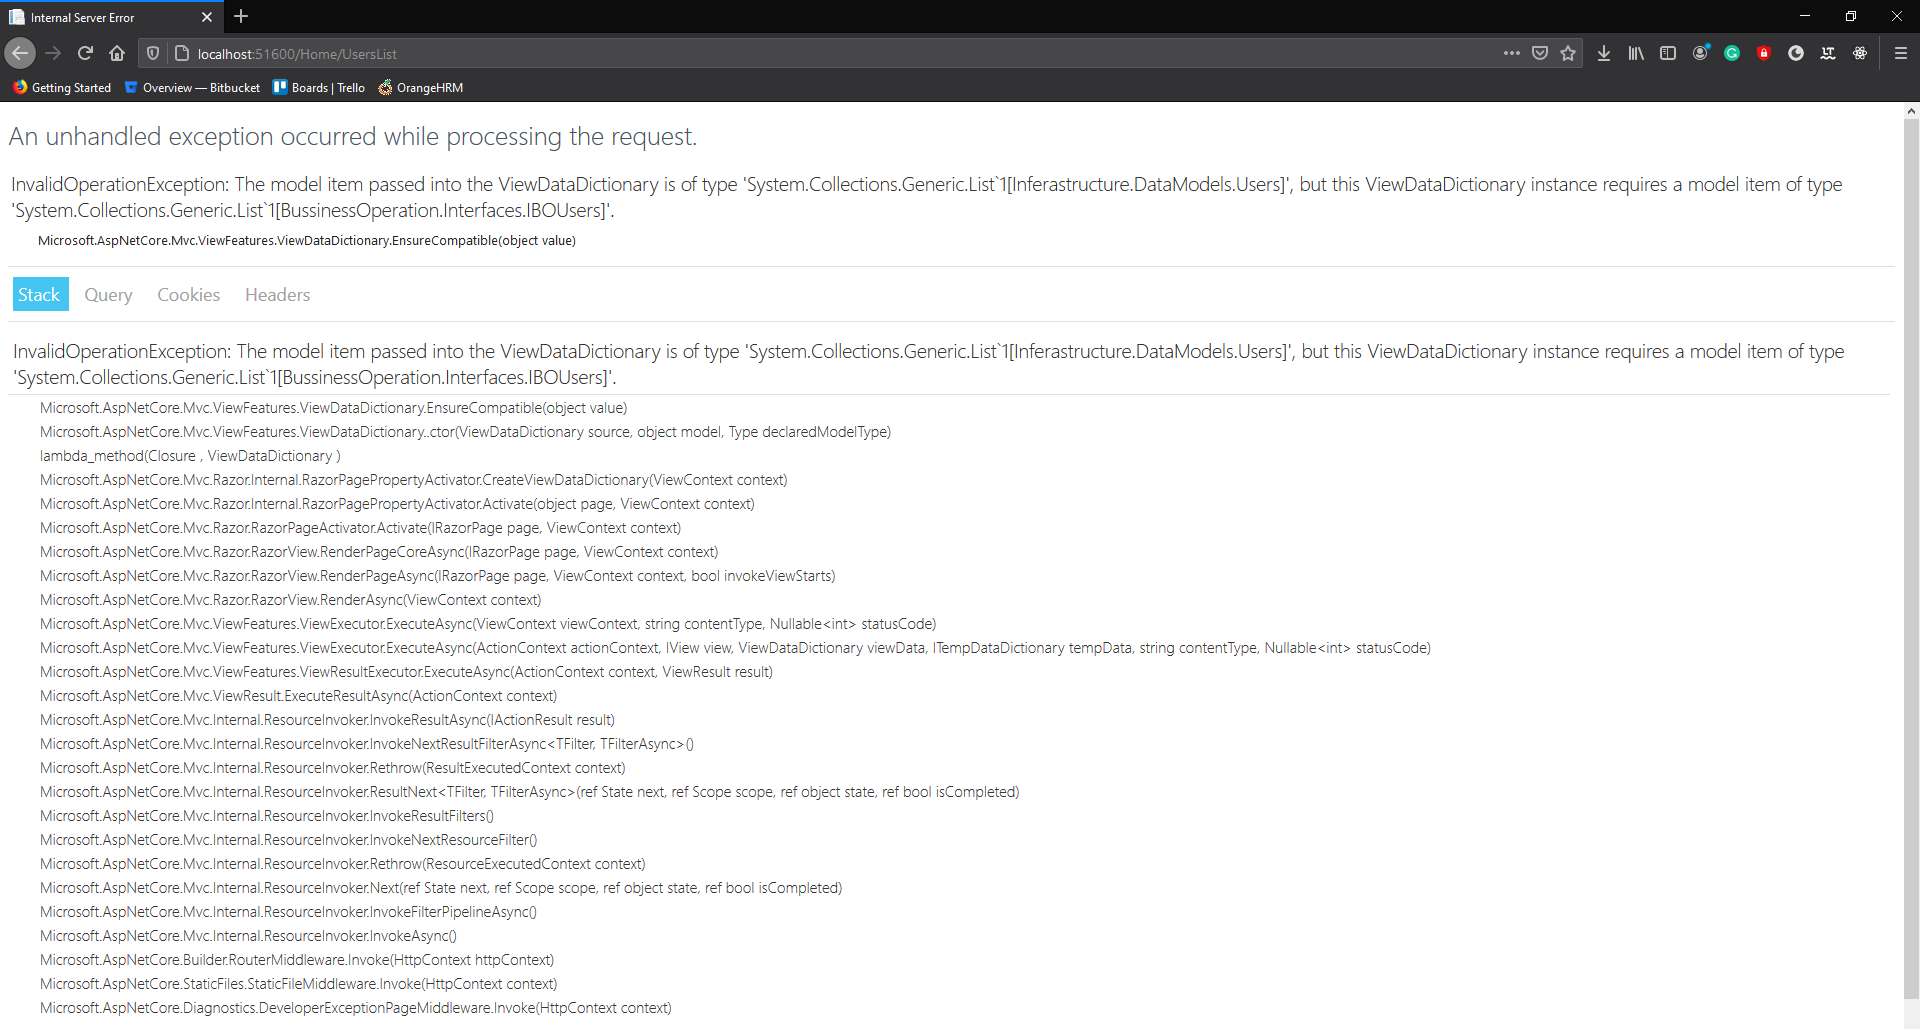 Internal Server Error
localhost:51600/Home/UsersList
Getting Started Overview — Bitbucket Boards | Trello OrangeHRM
An unhandled exception occurred while processing the request.
InvalidOperationException: The model item passed into the ViewDataDictionary is of type 'System.Collections.Generic.List`1[Inferastructure.DataModels.Users]', but this ViewDataDictionary instance requires a model item of type
'System.Collections.Generic.List`1[BussinessOperation.Interfaces.IBOUsers]'.
Microsoft.AspNetCore.Mvc.ViewFeatures.ViewDataDictionary.EnsureCompatible(object value)
Stack Query Cookies Headers
InvalidOperationException: The model item passed into the ViewDataDictionary is of type 'System.Collections.Generic.List`1[Inferastructure.DataModels.Users]', but this ViewDataDictionary instance requires a model item of type
'System.Collections.Generic.List`1[BussinessOperation.Interfaces.IBOUsers]'.
Microsoft.AspNetCore.Mvc.ViewFeatures.ViewDataDictionary.EnsureCompatible(object value)
Microsoft.AspNetCore.Mvc.ViewFeatures.ViewDataDictionary..ctor(ViewDataDictionary source, object model, Type declaredModelType)
lambda_method(Closure , ViewDataDictionary )
Microsoft.AspNetCore.Mvc.Razor.Internal.RazorPagePropertyActivator.CreateViewDataDictionary(ViewContext context)
Microsoft.AspNetCore.Mvc.Razor.Internal.RazorPagePropertyActivator.Activate(object page, ViewContext context)
Microsoft.AspNetCore.Mvc.Razor.RazorPageActivator.Activate(IRazorPage page, ViewContext context)
Microsoft.AspNetCore.Mvc.Razor.RazorView.RenderPageCoreAsync(IRazorPage page, ViewContext context)
Microsoft.AspNetCore.Mvc.Razor.RazorView.RenderPageAsync(IRazorPage page, ViewContext context, bool invokeViewStarts)
Microsoft.AspNetCore.Mvc.Razor.RazorView.RenderAsync(ViewContext context)
Microsoft.AspNetCore.Mvc.ViewFeatures.ViewExecutor.ExecuteAsync(ViewContext viewContext, string contentType, Nullable<int> statusCode)
Microsoft.AspNetCore.Mvc.ViewFeatures.ViewExecutor.ExecuteAsync(ActionContext actionContext, IView view, ViewDataDictionary viewData, ITempDataDictionary tempData, string contentType, Nullable<int> statusCode)
Microsoft.AspNetCore.Mvc.ViewFeatures.ViewResultExecutor.ExecuteAsync(ActionContext context, ViewResult result)
Microsoft.AspNetCore.Mvc.ViewResult.ExecuteResultAsync(ActionContext context)
Microsoft.AspNetCore.Mvc.Internal.ResourceInvoker.InvokeResultAsync(IActionResult result)
Microsoft.AspNetCore.Mvc.Internal.ResourceInvoker.InvokeNextResultFilterAsync<TFilter, TFilterAsync>()
Microsoft.AspNetCore.Mvc.Internal.ResourceInvoker.Rethrow(ResultExecutedContext context)
Microsoft.AspNetCore.Mvc.Internal.ResourceInvoker.ResultNext<TFilter, TFilterAsync>(ref State next, ref Scope scope, ref object state, ref bool isCompleted)
Microsoft.AspNetCore.Mvc.Internal.ResourceInvoker.InvokeResultFilters()
Microsoft.AspNetCore.Mvc.Internal.ResourceInvoker.InvokeNextResourceFilter()
Microsoft.AspNetCore.Mvc.Internal.ResourceInvoker.Rethrow(ResourceExecutedContext context)
Microsoft.AspNetCore.Mvc.Internal.ResourceInvoker.Next(ref State next, ref Scope scope, ref object state, ref bool isCompleted)
Microsoft.AspNetCore.Mvc.Internal.ResourceInvoker.InvokeFilterPipelineAsync()
Microsoft.AspNetCore.Mvc.Internal.ResourceInvoker.InvokeAsync()
Microsoft.AspNetCore.Builder.RouterMiddleware.Invoke(HttpContext httpContext)
Microsoft.AspNetCore.StaticFiles.StaticFileMiddleware.Invoke(HttpContext context)
Microsoft.AspNetCore.Diagnostics.DeveloperExceptionPageMiddleware.Invoke(HttpContext context)